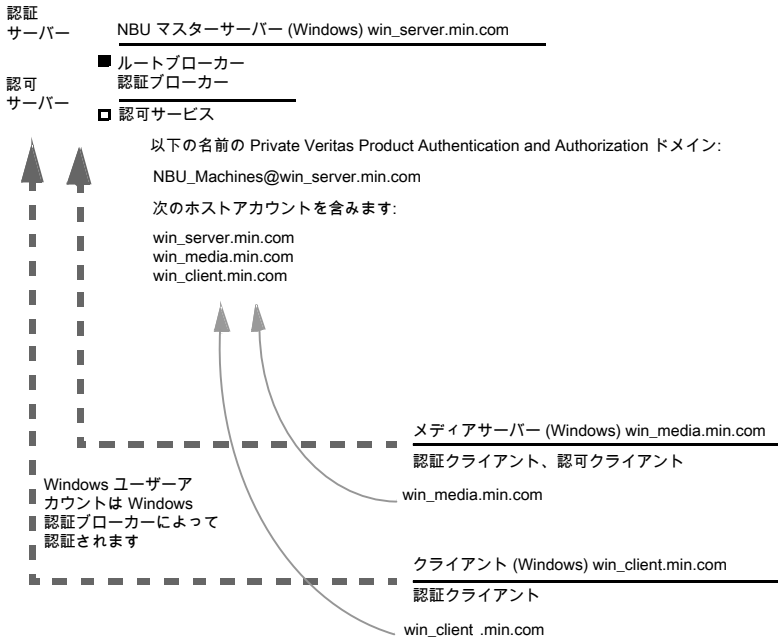 認証
サーバー
NBU マスターサーバー (Windows) win_server.min.com
ルートブローカー
認証ブローカー
認可
サーバー
認可サービス
以下の名前の Private Veritas Product Authentication and Authorization ドメイン:
NBU_Machines@win_server.min.com
次のホストアカウントを含みます:
win_server.min.com
win_media.min.com
win_client.min.com
メディアサーバー (Windows) win_media.min.com
認証クライアント、認可クライアント
win_media.min.com
Windows ユーザーア
カウントは Windows
認証ブローカーによって
認証されます
クライアント (Windows) win_client.min.com
認証クライアント
win_client .min.com